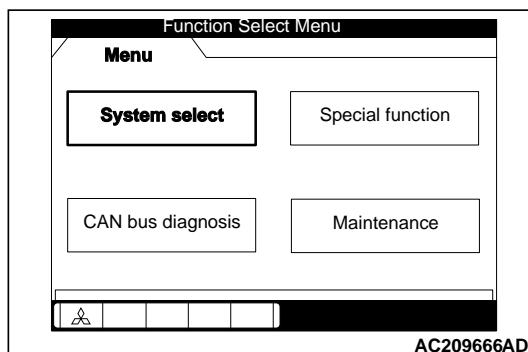 Function Select Menu
Menu
System select
Special function
CAN bus diagnosis
Maintenance
AC209666AD